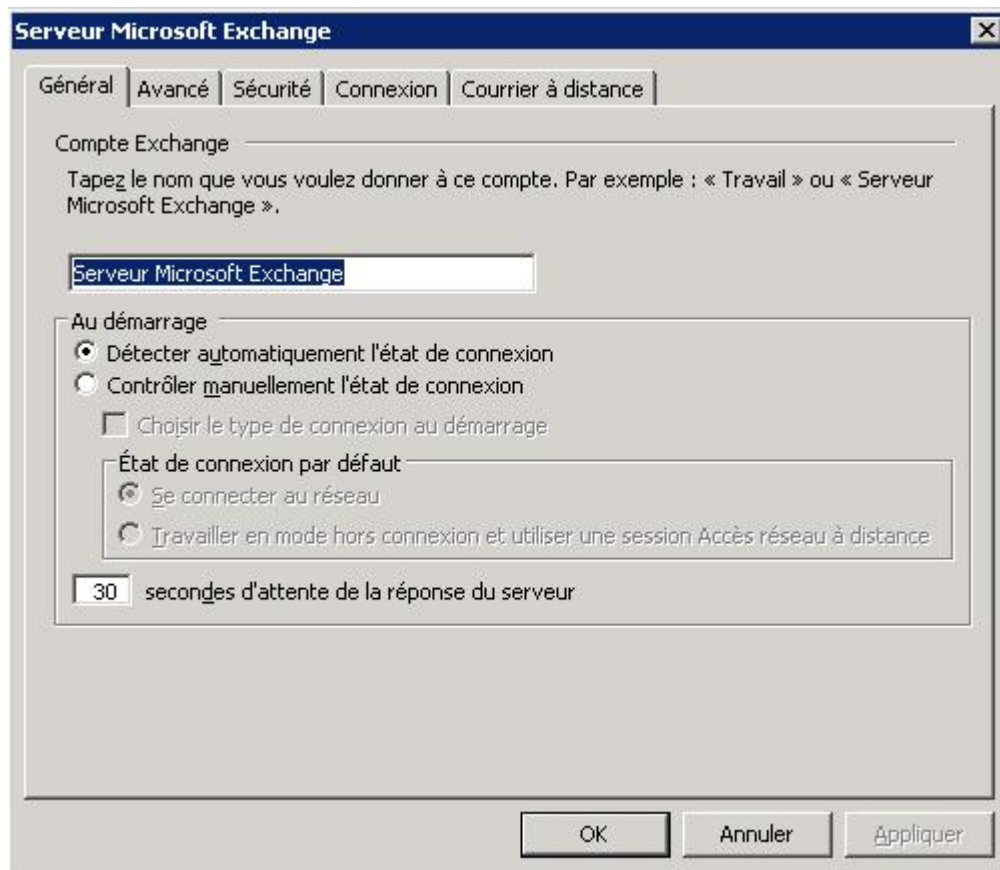 Serveur Microsoft Exchange
Général Avancé Sécurité Connexion Courrier à distance
Compte Exchange
Tapez le nom que vous voulez donner à ce compte. Par exemple : « Travail » ou « Serveur
Microsoft Exchange ».
Serveur Microsoft Exchange
Au démarrage
Détecter automatiquement l'état de connexion
Contrôler manuellement l'état de connexion
Choisir le type de connexion au démarrage
État de connexion par défaut
Se connecter au réseau
Travailler en mode hors connexion et utiliser une session Accès réseau à distance
30 secondes d'attente de la réponse du serveur
OK Annuler Appliquer